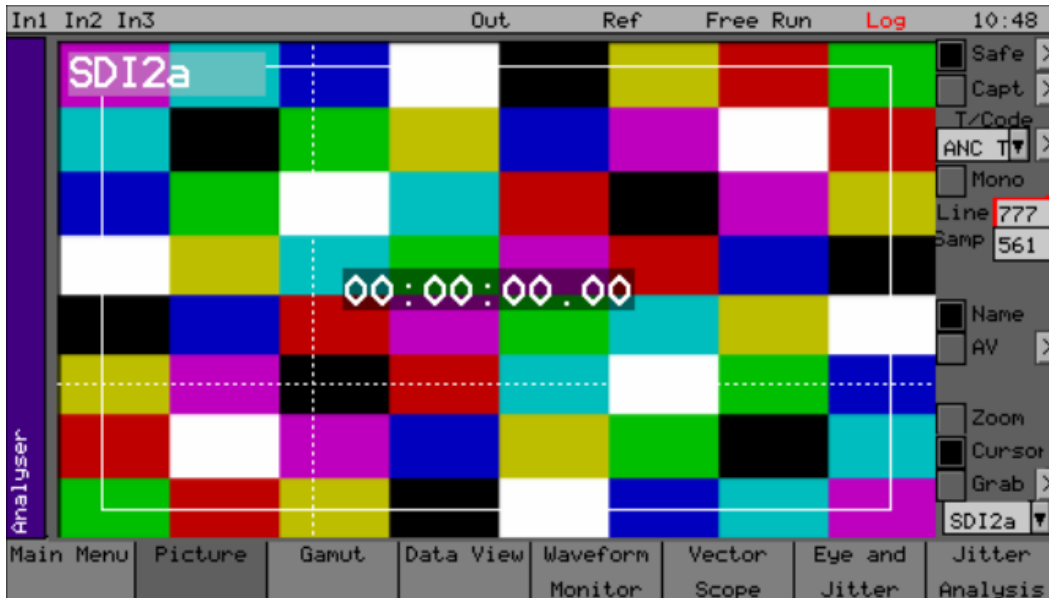 In1 In2 In3 Out Ref Free Run Log 10:48
SDI2a
Safe
Capt
T/Code
ANC T
Mono
Line 777
Samp 561
00:00:00.00
Name
AV
Zoom
Cursor
Grab
SDI2a
Analyser
Main Menu Picture Gamut Data View Waveform Monitor Vector Scope Eye and Jitter Jitter Analysis